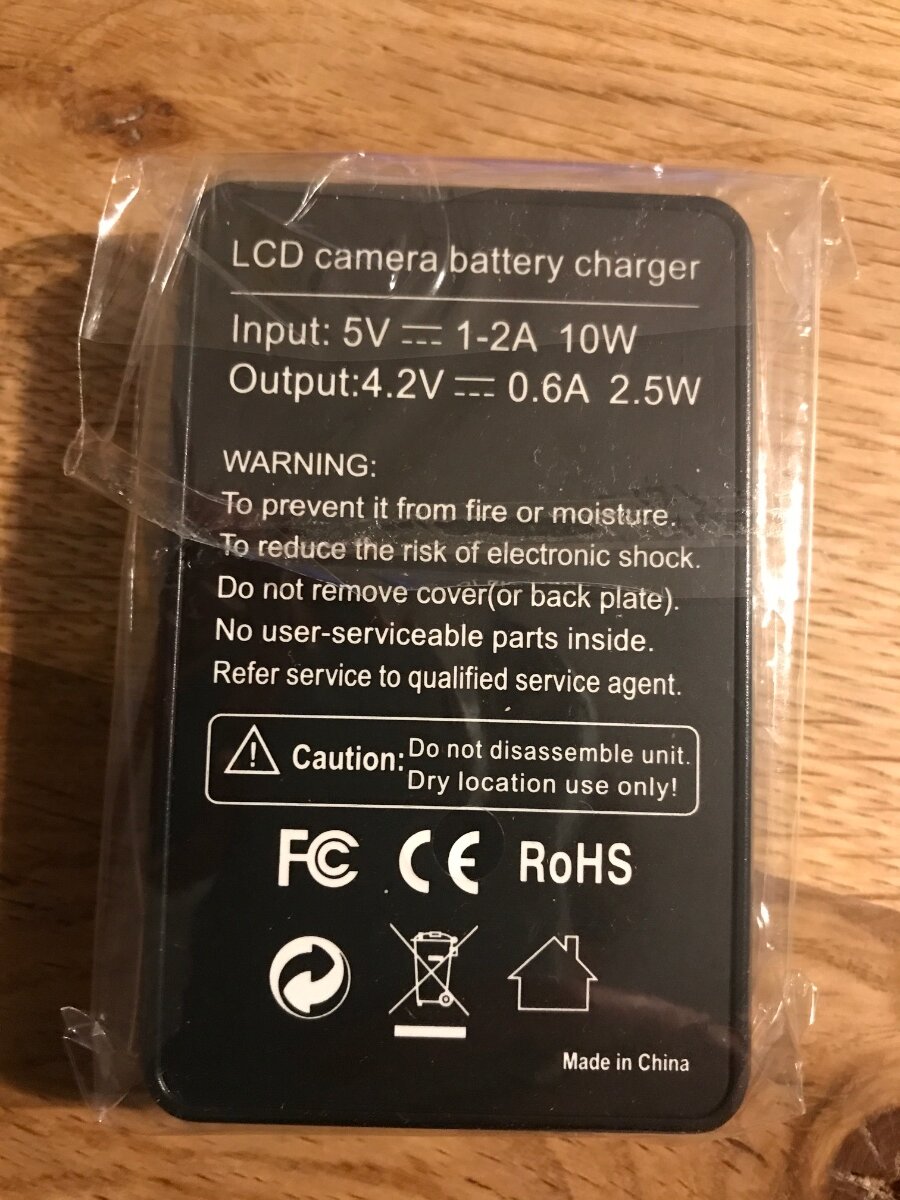 LCD camera battery charger
Input: 5V ⎓ 1-2A 10W
Output:4.2V ⎓ 0.6A 2.5W
WARNING:
To prevent it from fire or moisture.
To reduce the risk of electronic shock.
Do not remove cover(or back plate).
No user-serviceable parts inside.
Refer service to qualified service agent.
Caution: Do not disassemble unit.
Dry location use only!
FC CE RoHS
Made in China